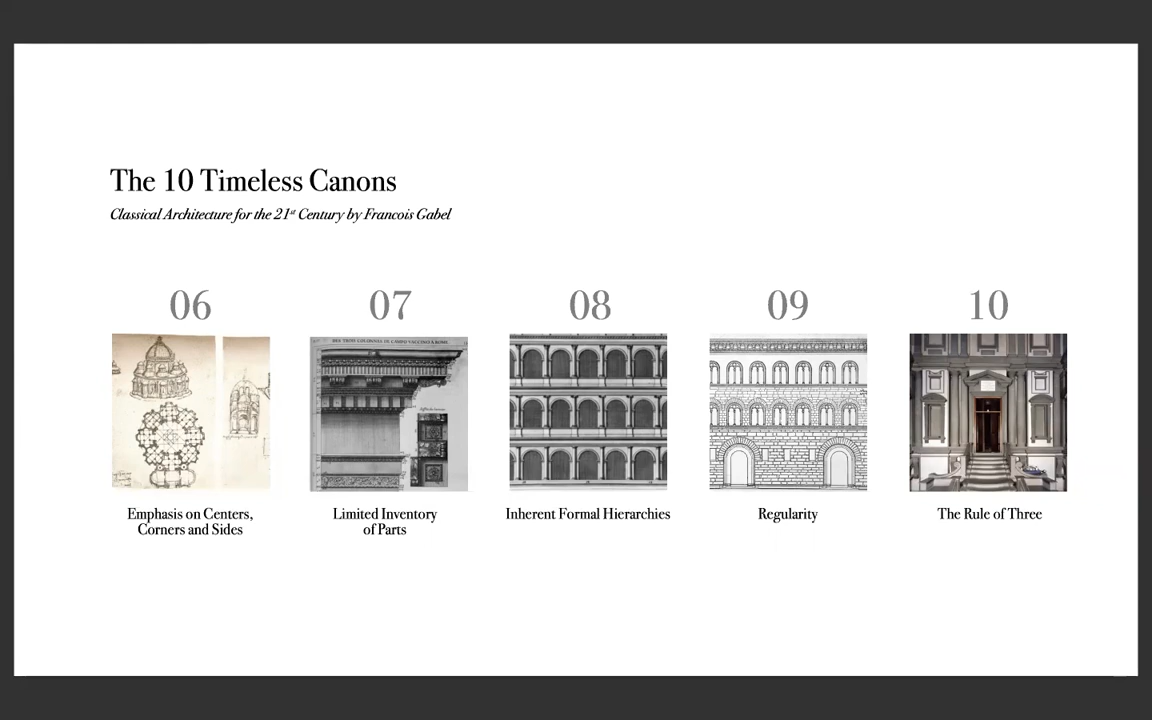 The 10 Timeless Canons
Classical Architecture for the 21st Century by Francois Gabel
06
07
08
09
10
Emphasis on Centers,
Corners and Sides
Limited Inventory
of Parts
Inherent Formal Hierarchies
Regularity
The Rule of Three